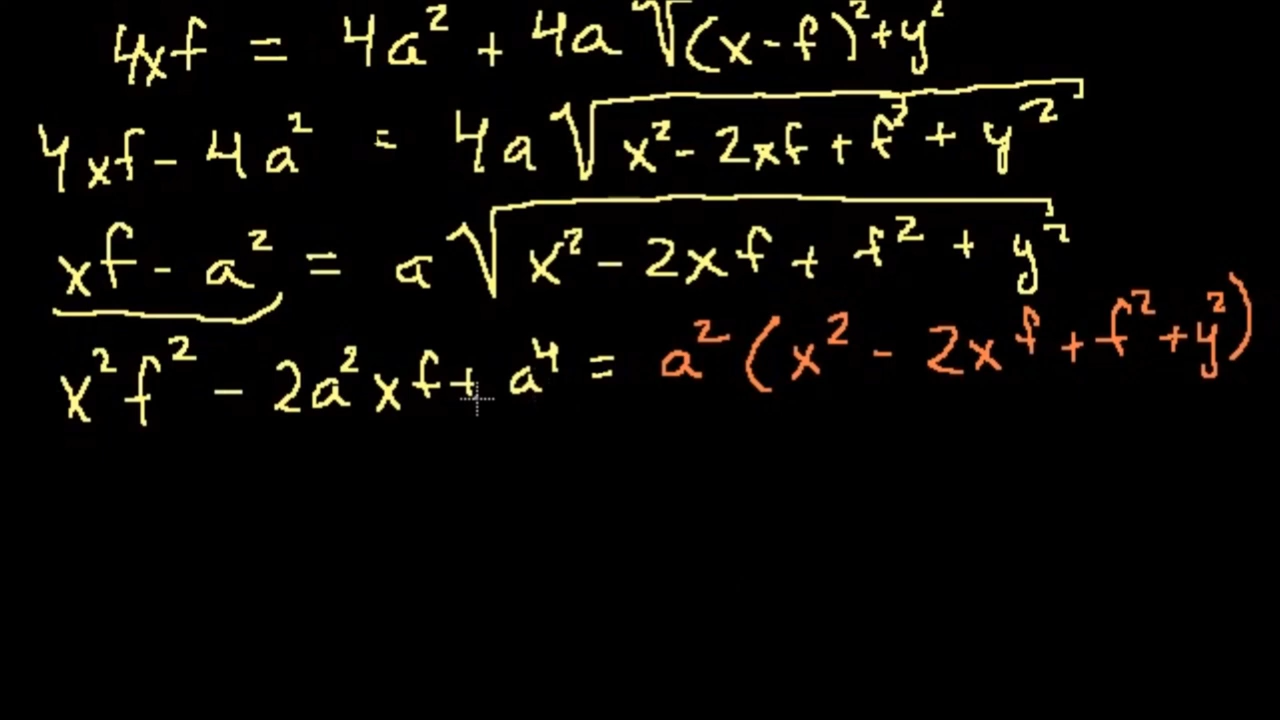 4xf = 4a² + 4a √(x-f)²+y²
4xf - 4a² = 4a √x² - 2xf + f² + y²
xf - a² = a √x² - 2xf + f² + y²
x²f² - 2a²xf + a⁴ = a² (x² - 2xf + f² + y²)